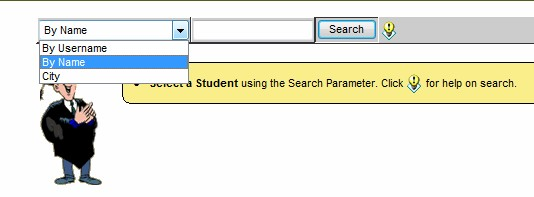 By Name Search
By Username
By Name
City
Select a Student using the Search Parameter. Click for help on search.